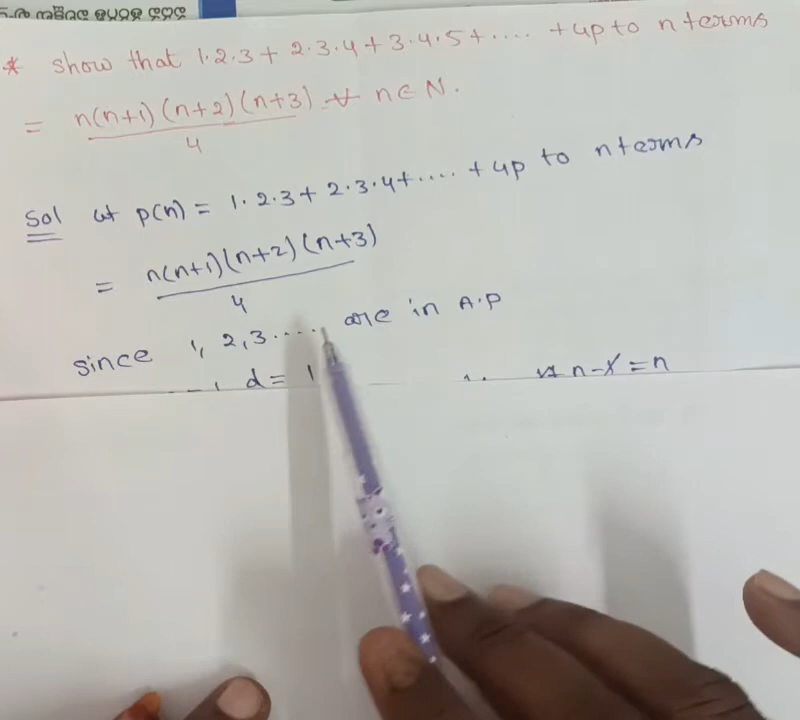 * show that 1.2.3 + 2.3.4 + 3.4.5 + .... + up to n terms
= n(n+1)(n+2)(n+3)/4 ∀ n∈N.
Sol let p(n) = 1.2.3 + 2.3.4 + .... + up to n terms
= n(n+1)(n+2)(n+3)/4
since 1, 2, 3 ..... are in A.P
d = 1 n-1 = n